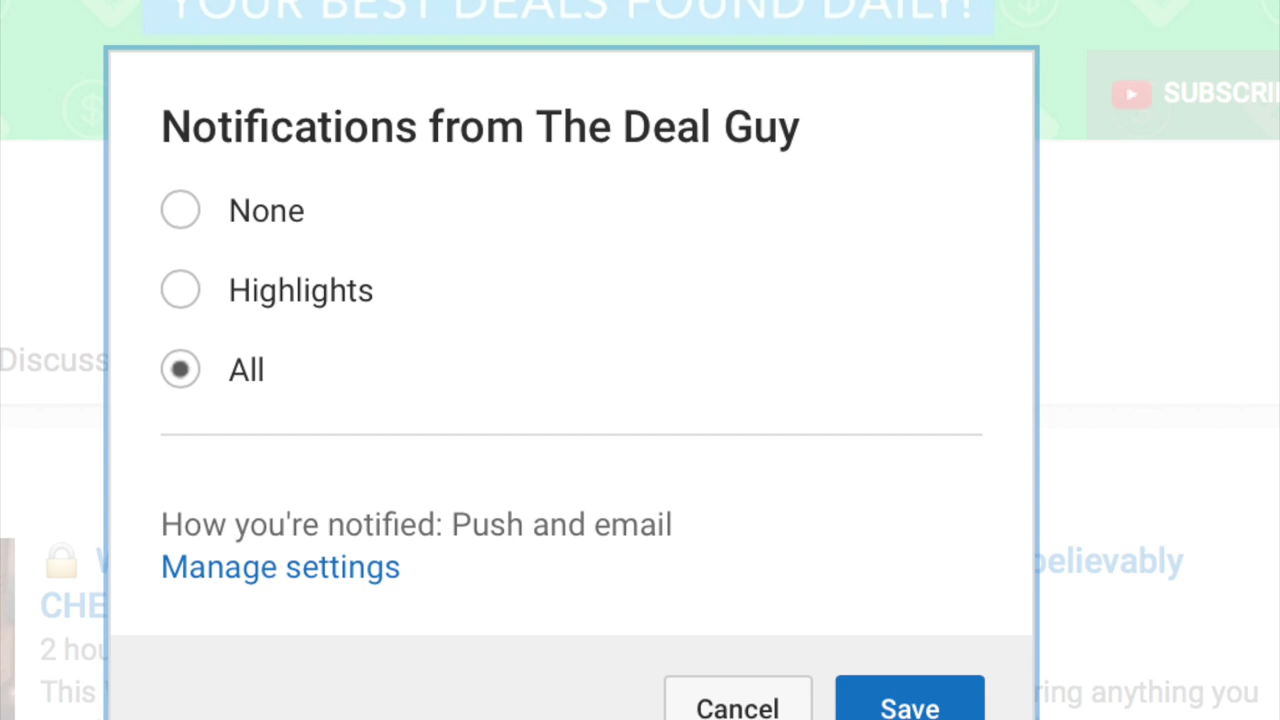 YOUR BEST DEALS FOUND DAILY!
SUBSCRI
Notifications from The Deal Guy
None
Highlights
All
Discuss
How you're notified: Push and email
Manage settings
believably
CHE
2 hou
This
ring anything you
Cancel
Save